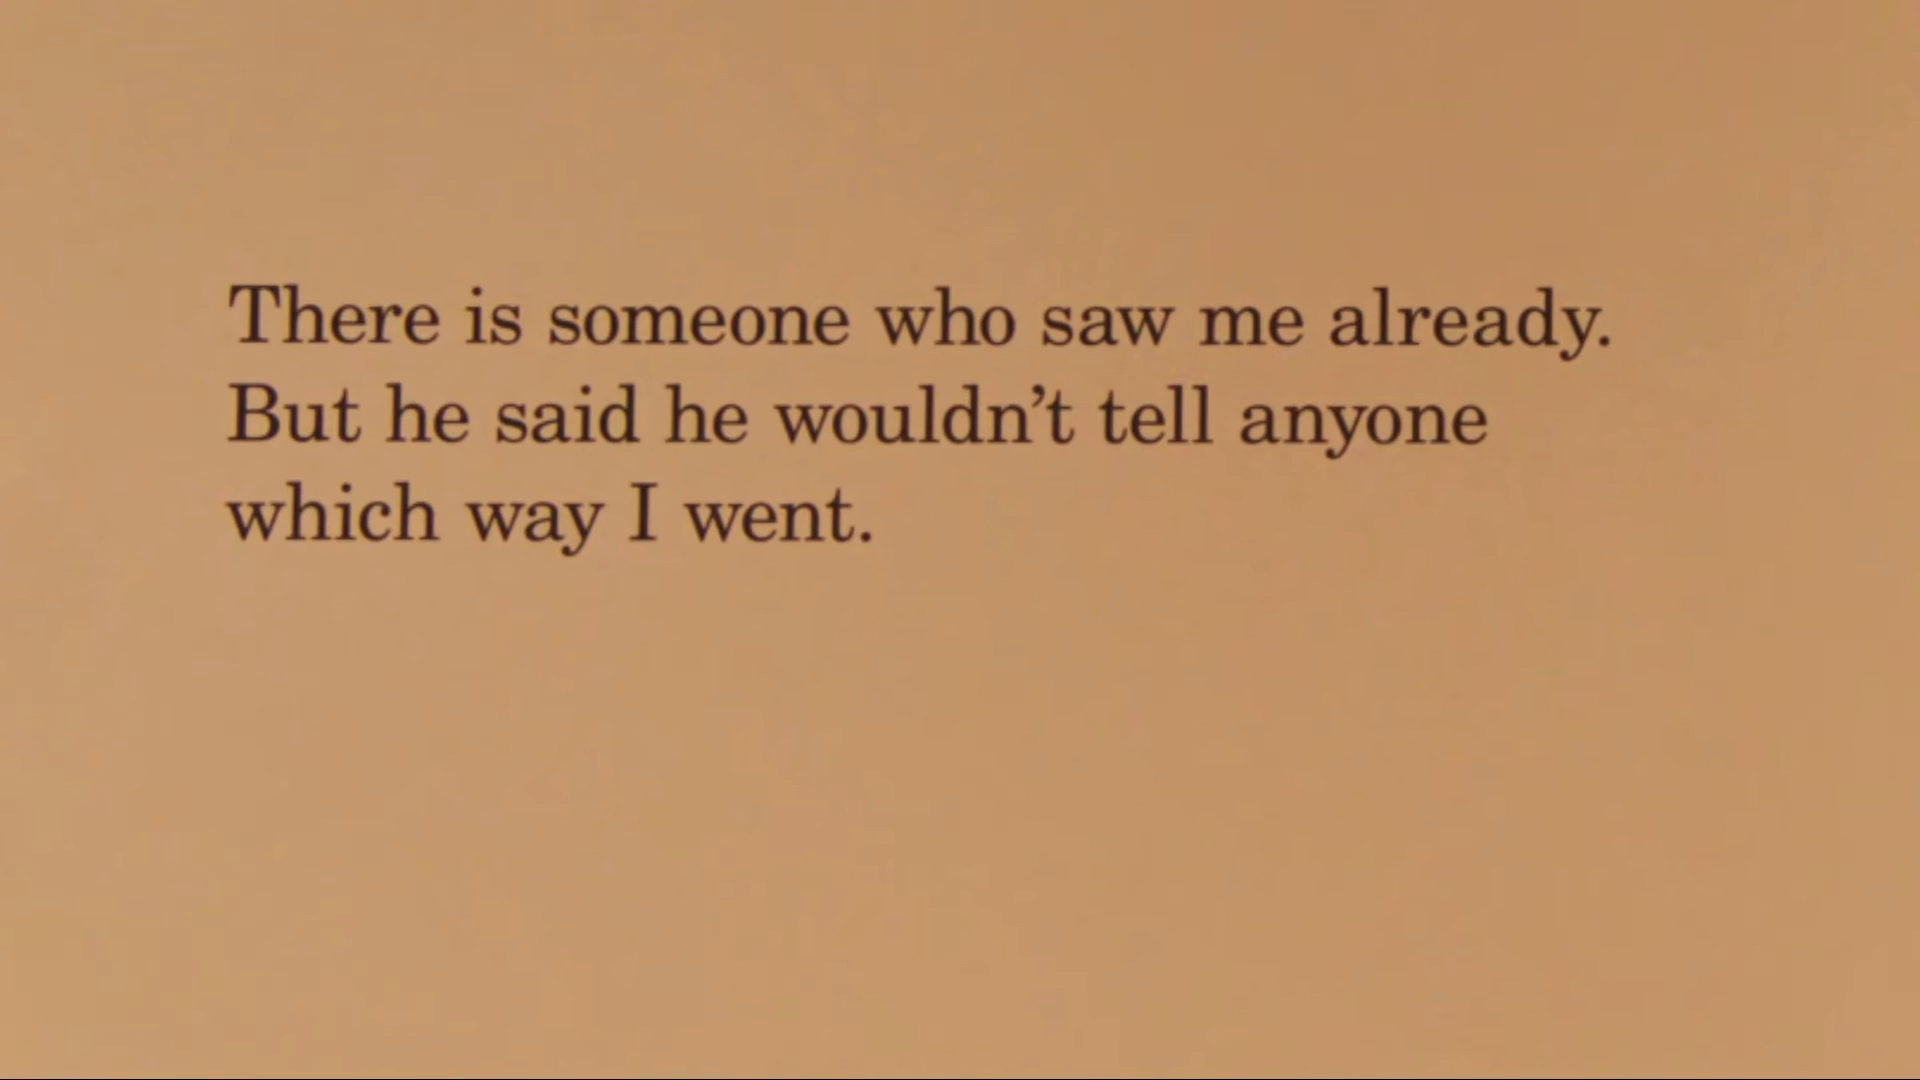 There is someone who saw me already.
But he said he wouldn’t tell anyone
which way I went.